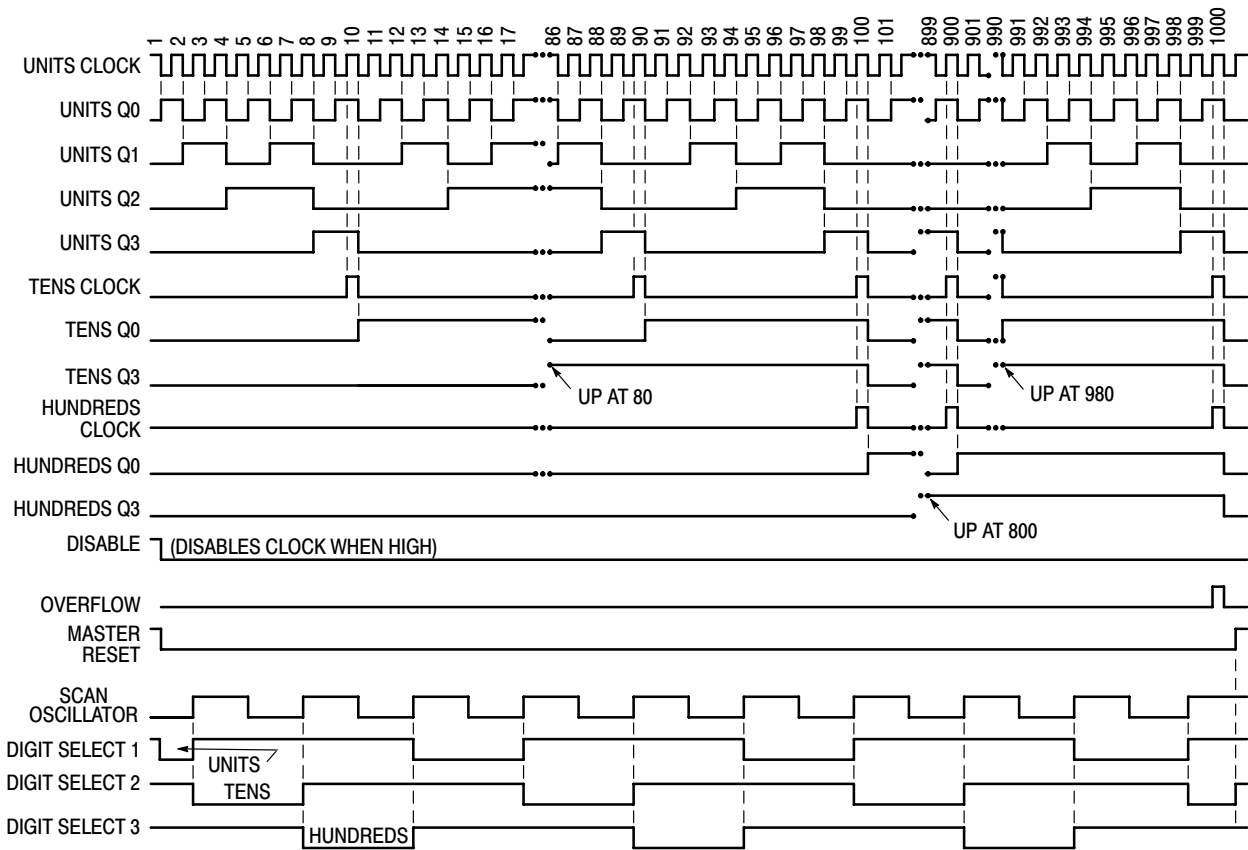 1 2 3 4 5 6 7 8 9 10 11 12 13 14 15 16 17 86 87 88 89 90 91 92 93 94 95 96 97 98 99 100 101 899 900 901 990 991 992 993 994 995 996 997 998 999 1000
UNITS CLOCK
UNITS Q0
UNITS Q1
UNITS Q2
UNITS Q3
TENS CLOCK
TENS Q0
TENS Q3
UP AT 80
UP AT 980
HUNDREDS
CLOCK
HUNDREDS Q0
HUNDREDS Q3
UP AT 800
DISABLE
(DISABLES CLOCK WHEN HIGH)
OVERFLOW
MASTER
RESET
SCAN
OSCILLATOR
DIGIT SELECT 1
UNITS
DIGIT SELECT 2
TENS
DIGIT SELECT 3
HUNDREDS